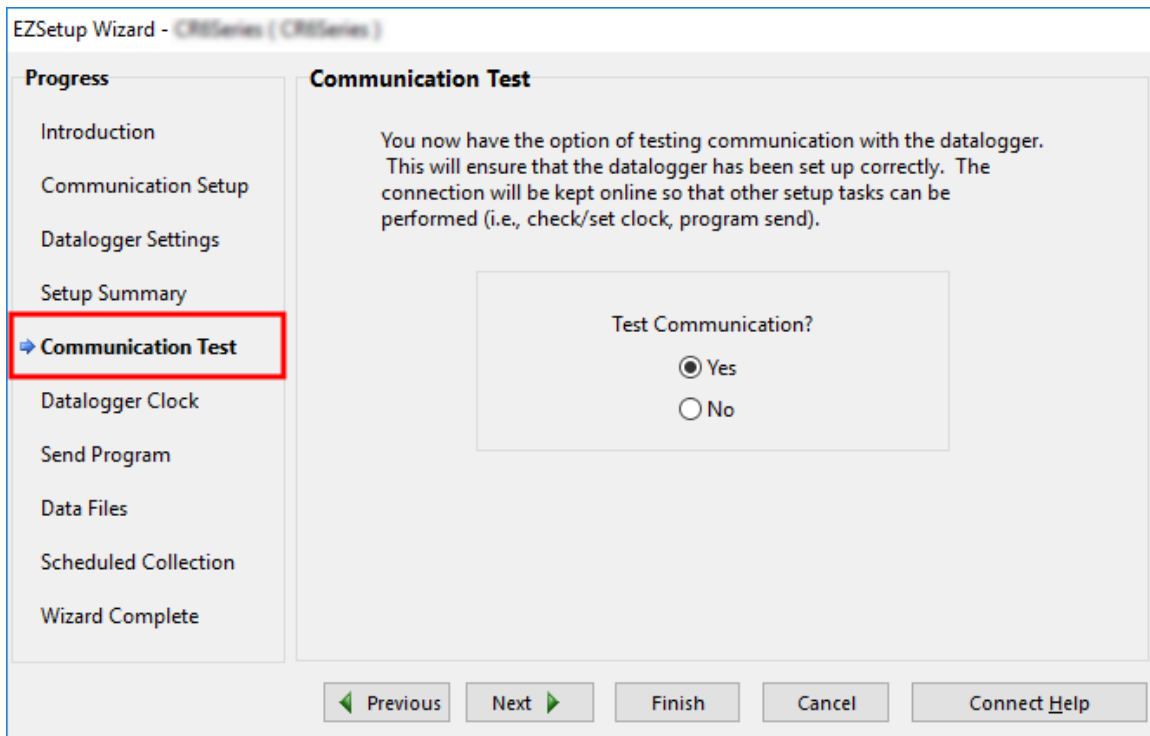 EZSetup Wizard -
Progress
Introduction
Communication Setup
Datalogger Settings
Setup Summary
Communication Test
Datalogger Clock
Send Program
Data Files
Scheduled Collection
Wizard Complete
Communication Test
You now have the option of testing communication with the datalogger.
This will ensure that the datalogger has been set up correctly. The
connection will be kept online so that other setup tasks can be
performed (i.e., check/set clock, program send).
Test Communication?
Yes
No
Previous
Next
Finish
Cancel
Connect Help